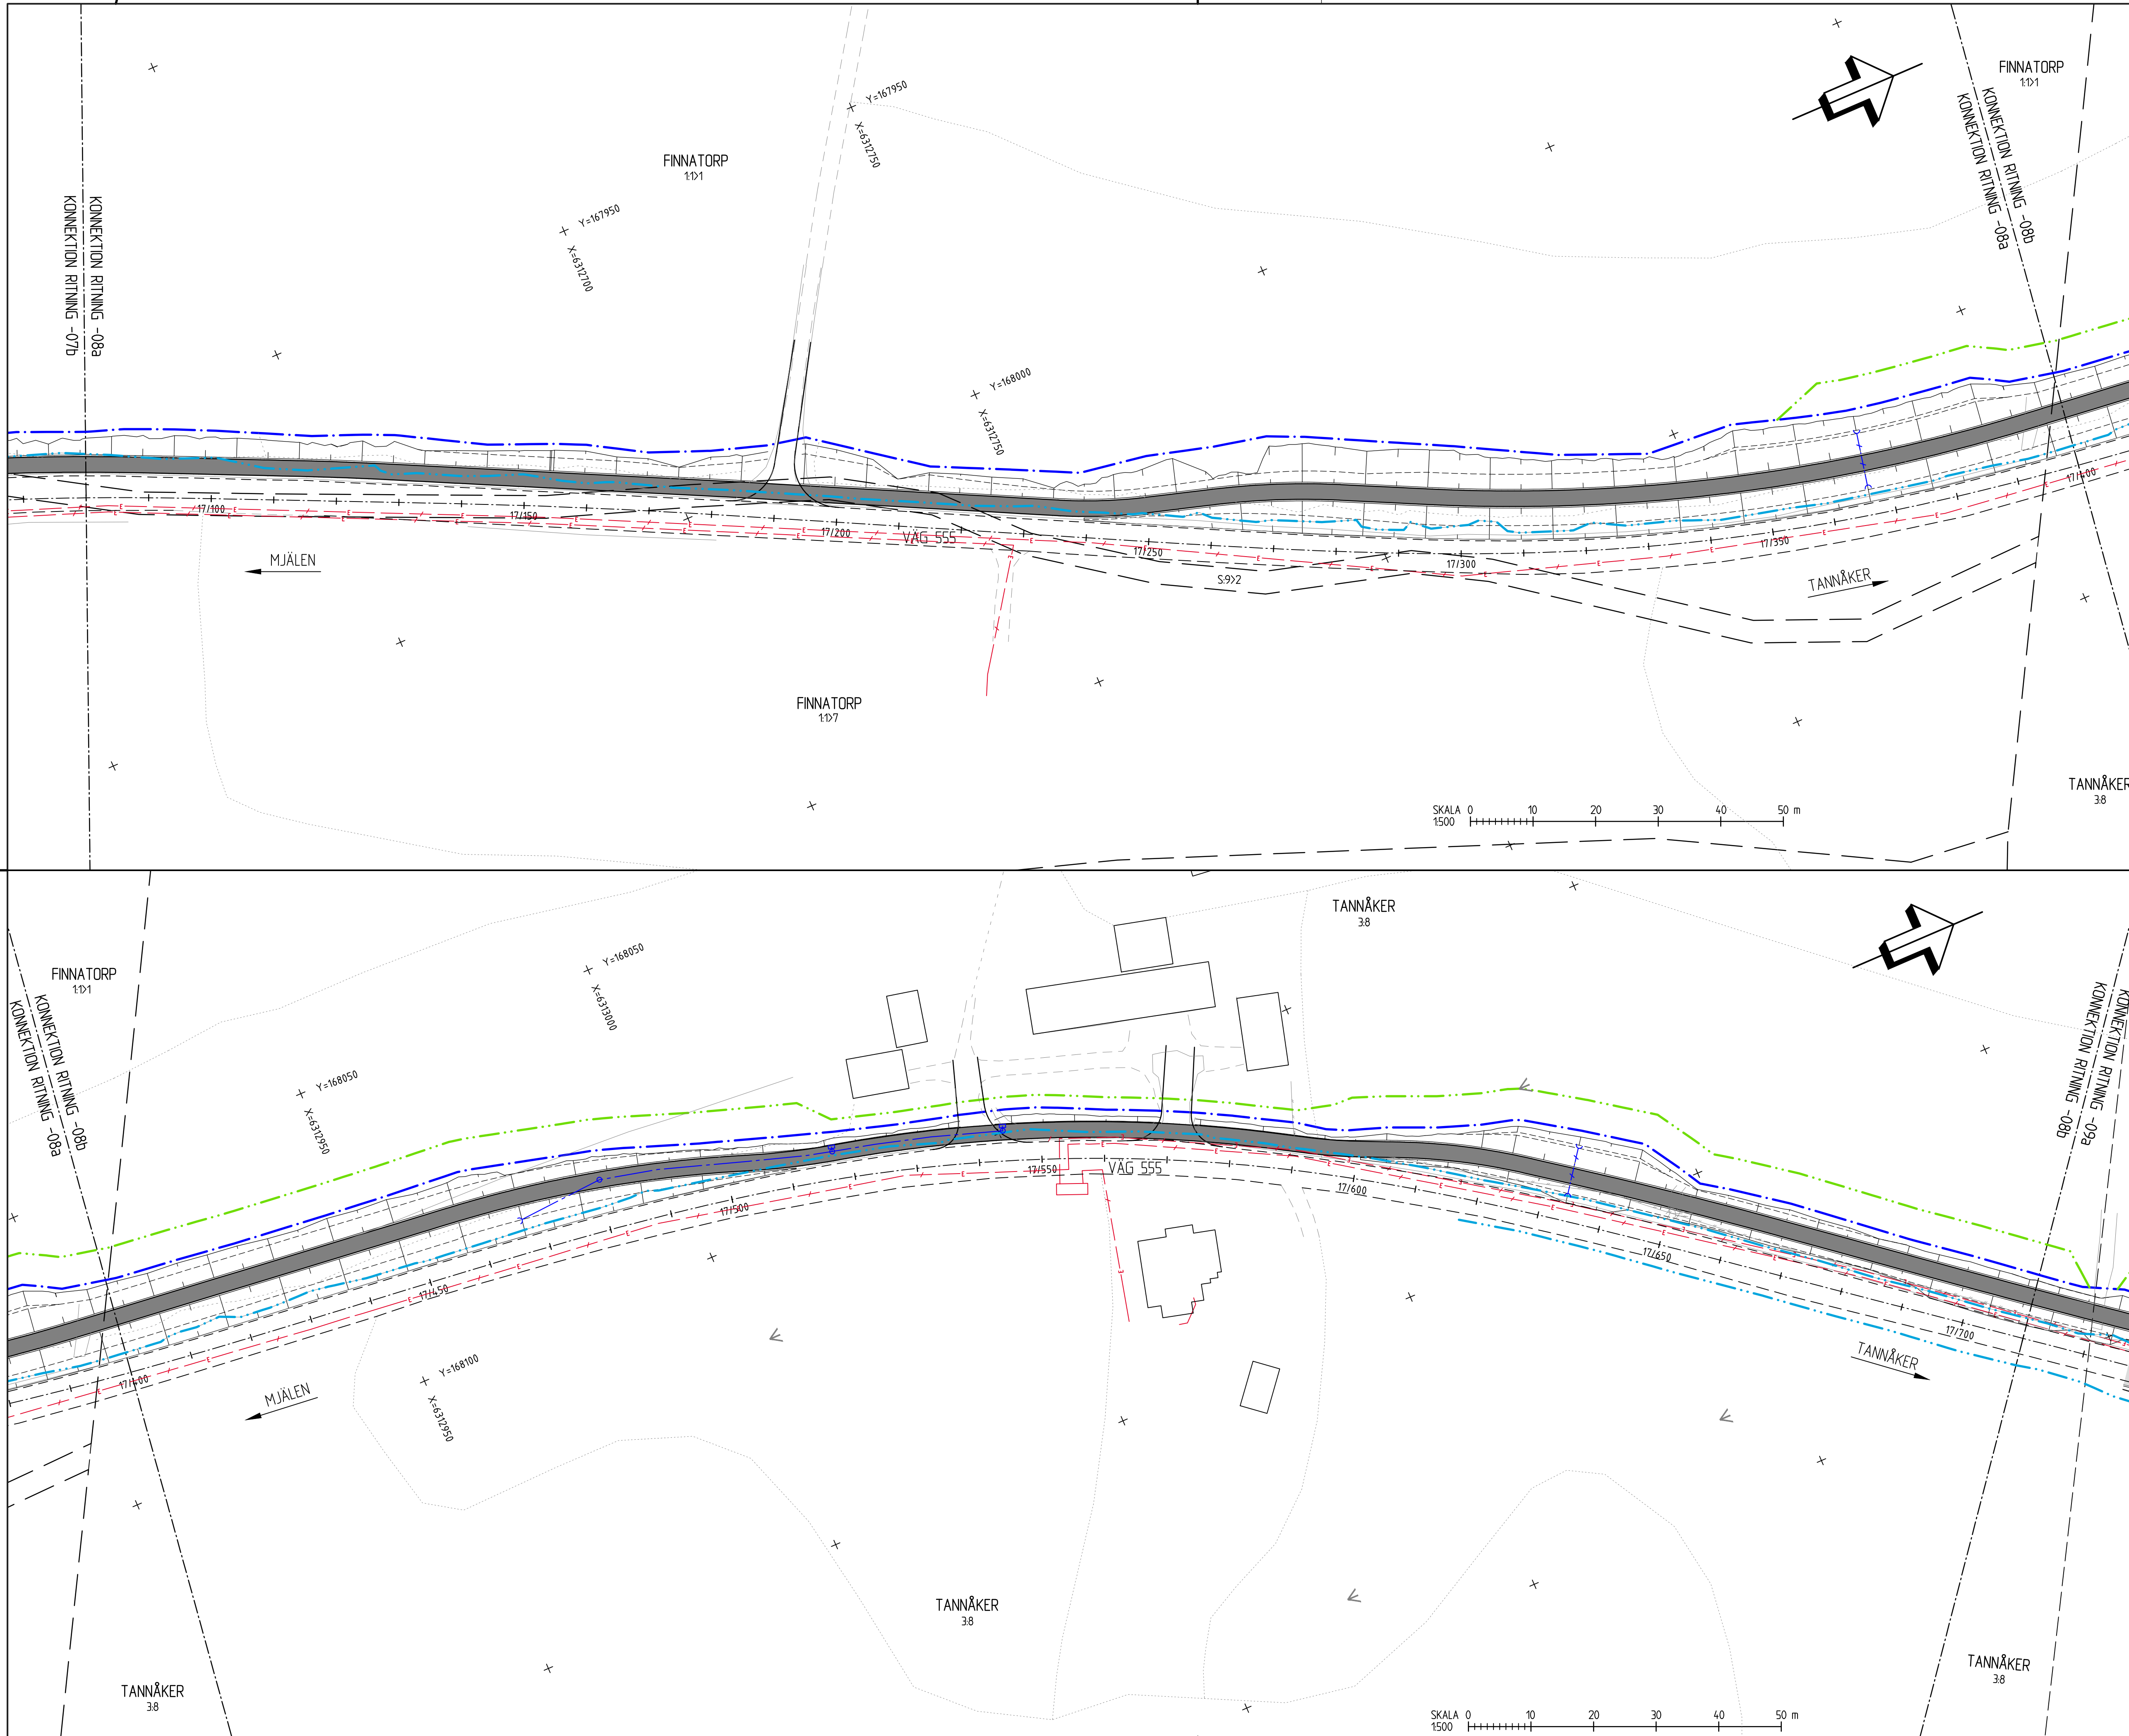 FINNATORP
1:1>1
Y=167950
X=6312750
FINNATORP
1:1>1
KONNEKTION RITNING -08b
KONNEKTION RITNING -08a
KONNEKTION RITNING -08a
KONNEKTION RITNING -07b
Y=167950
X=6312700
Y=168000
X=6312750
17/100
17/150
17/200
VÄG 555
17/250
17/300
17/350
17/400
MJÄLEN
S:9>2
TANNÅKER
FINNATORP
1:1>7
TANNÅKER
3:8
SKALA 0 10 20 30 40 50 m
1:500
TANNÅKER
3:8
FINNATORP
1:1>1
Y=168050
X=6313000
KONNEKTION RITNING -08b
KONNEKTION RITNING -08a
KONNEKTION RITNING -09a
KONNEKTION RITNING -08b
Y=168050
X=6312950
17/550
VÄG 555
17/600
17/500
17/650
17/450
17/700
17/400
MJÄLEN
TANNÅKER
Y=168100
X=6312950
TANNÅKER
3:8
TANNÅKER
3:8
TANNÅKER
3:8
SKALA 0 10 20 30 40 50 m
1:500